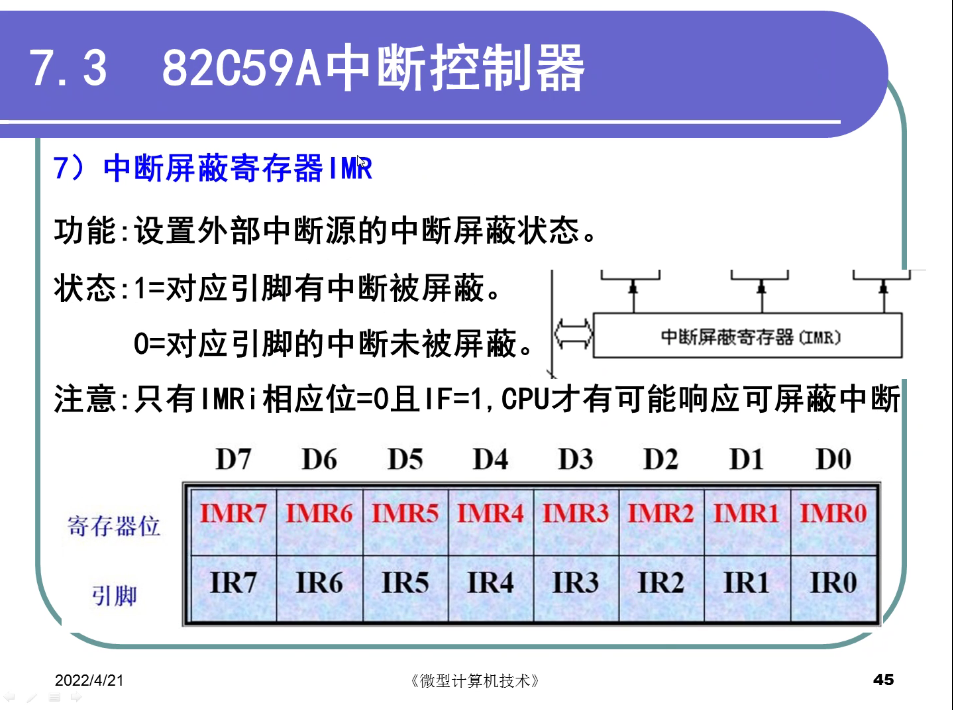 7.3 82C59A中断控制器
7）中断屏蔽寄存器IMR
功能:设置外部中断源的中断屏蔽状态。
状态:1=对应引脚有中断被屏蔽。
0=对应引脚的中断未被屏蔽。
中断屏蔽寄存器(IMR)
注意:只有IMRi相应位=0且IF=1,CPU才有可能响应可屏蔽中断
D7 D6 D5 D4 D3 D2 D1 D0
寄存器位 IMR7 IMR6 IMR5 IMR4 IMR3 IMR2 IMR1 IMR0
引脚 IR7 IR6 IR5 IR4 IR3 IR2 IR1 IR0
2022/4/21 《微型计算机技术》 45